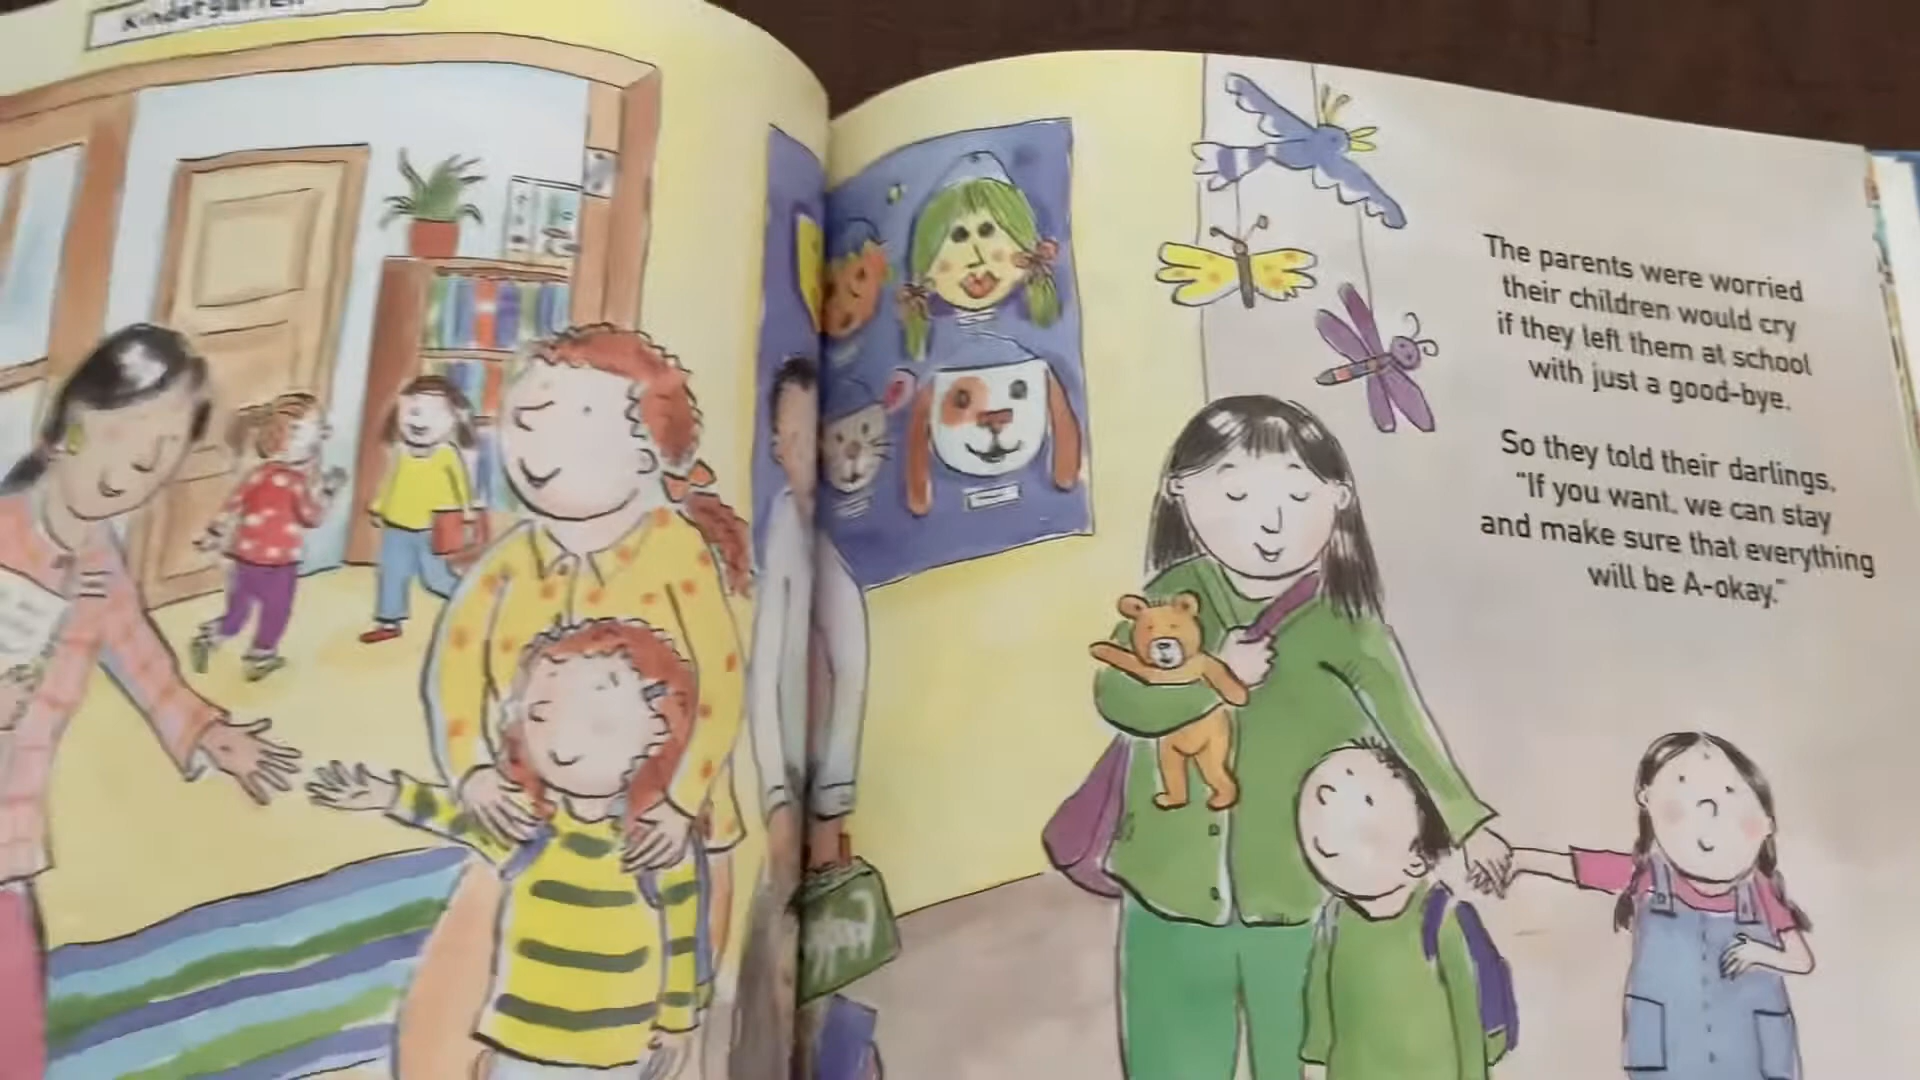 Kindergarten
The parents were worried
their children would cry
if they left them at school
with just a good-bye.
So they told their darlings,
"If you want, we can stay
and make sure that everything
will be A-okay."